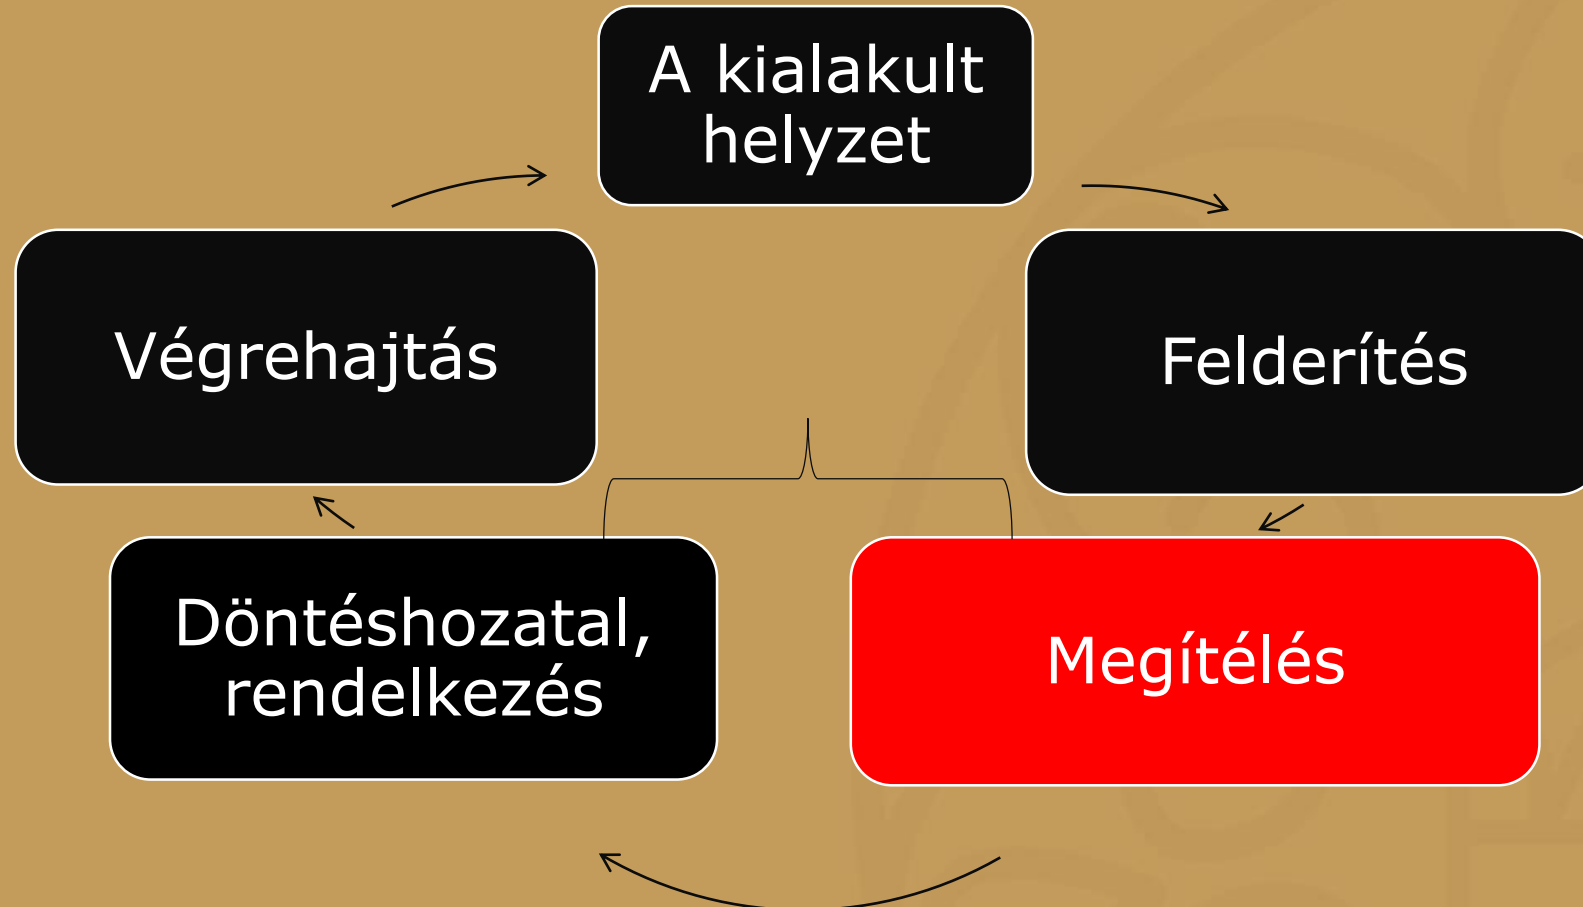 A kialakult
helyzet
Végrehajtás
Felderítés
Döntéshozatal,
rendelkezés
Megítélés